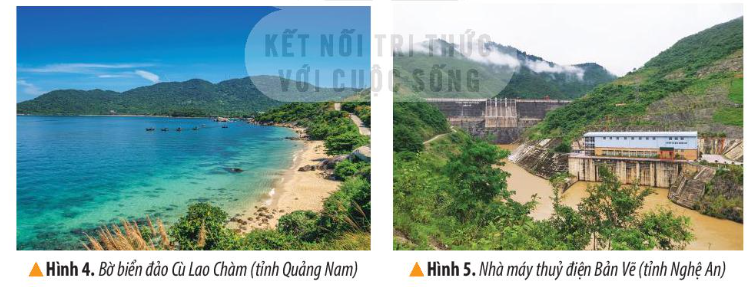 KẾT NỐI TRI THỨC
VỚI CUỘC SỐNG
▲Hình 4. Bờ biển đảo Cù Lao Chàm (tỉnh Quảng Nam)
▲Hình 5. Nhà máy thuỷ điện Bản Vẽ (tỉnh Nghệ An)